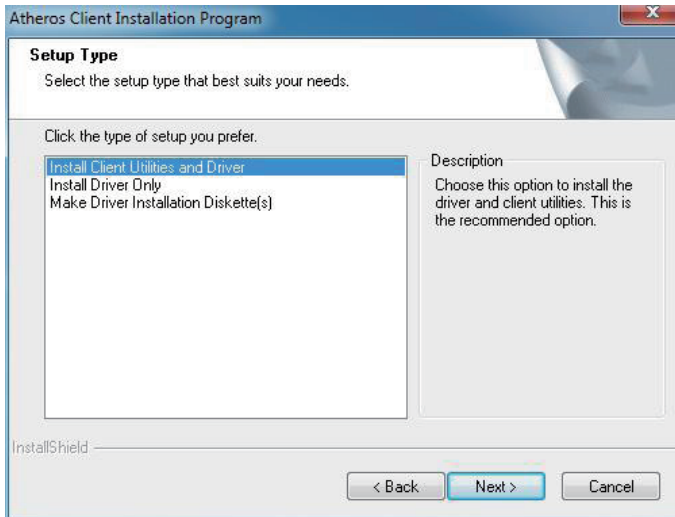 Atheros Client Installation Program
X
Setup Type
Select the setup type that best suits your needs.
Click the type of setup you prefer.
Install Client Utilities and Driver
Install Driver Only
Make Driver Installation Diskette(s)
Description
Choose this option to install the
driver and client utilities. This is
the recommended option.
InstallShield
< Back
Next >
Cancel